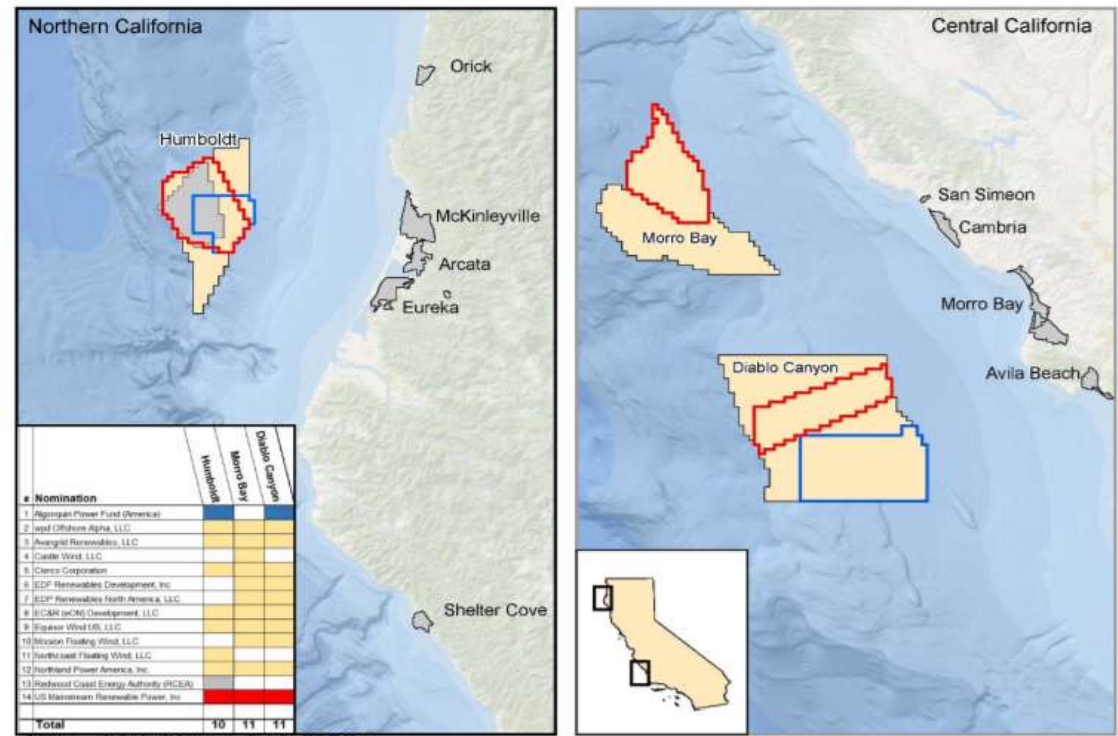 Northern California
Orick
Humboldt
McKinleyville
Arcata
Eureka
Shelter Cove
Humboldt
Morro Bay
Diablo Canyon
# Nomination
1 Algonquin Power Fund (America)
2 wpd Offshore Alpha, LLC
3 Avangrid Renewables, LLC
4 Castle Wind, LLC
5 Cierco Corporation
6 EDF Renewables Development, Inc
7 EDP Renewables North America, LLC
8 EC&R (eON) Development, LLC
9 Equinor Wind US, LLC
10 Mission Floating Wind, LLC
11 Northcoast Floating Wind, LLC
12 Northland Power America, Inc.
13 Redwood Coast Energy Authority (RCEA)
14 US Mainstream Renewable Power, Inc
Total 10 11 11
Central California
San Simeon
Cambria
Morro Bay
Morro Bay
Diablo Canyon
Avila Beach